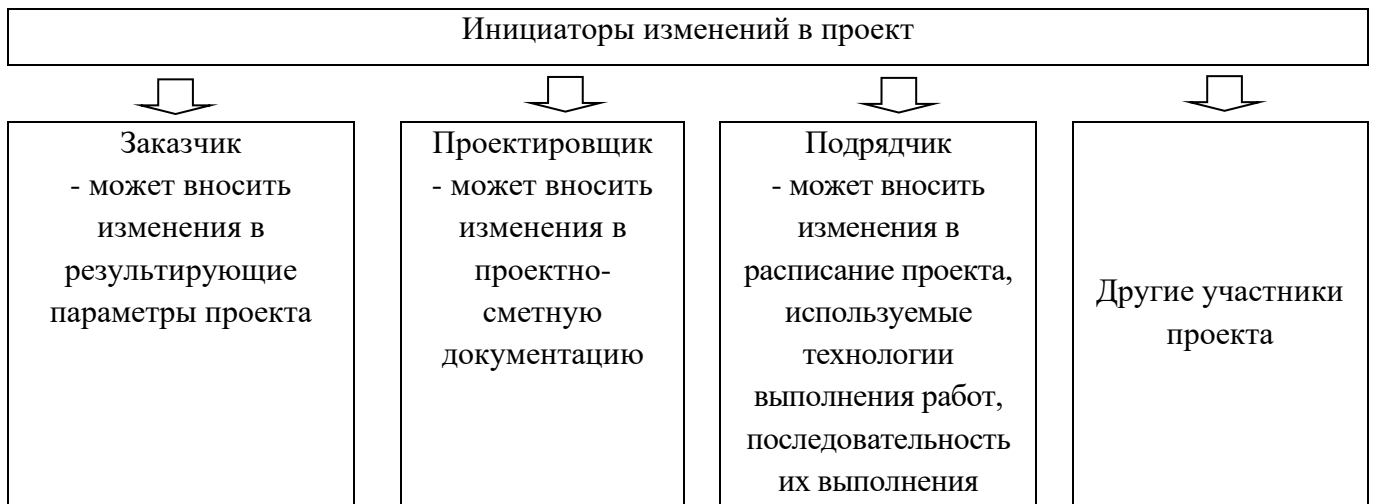 Инициаторы изменений в проект
Заказчик
- может вносить
изменения в
результирующие
параметры проекта
Проектировщик
- может вносить
изменения в
проектно-
сметную
документацию
Подрядчик
- может вносить
изменения в
расписание проекта,
используемые
технологии
выполнения работ,
последовательность
их выполнения
Другие участники
проекта